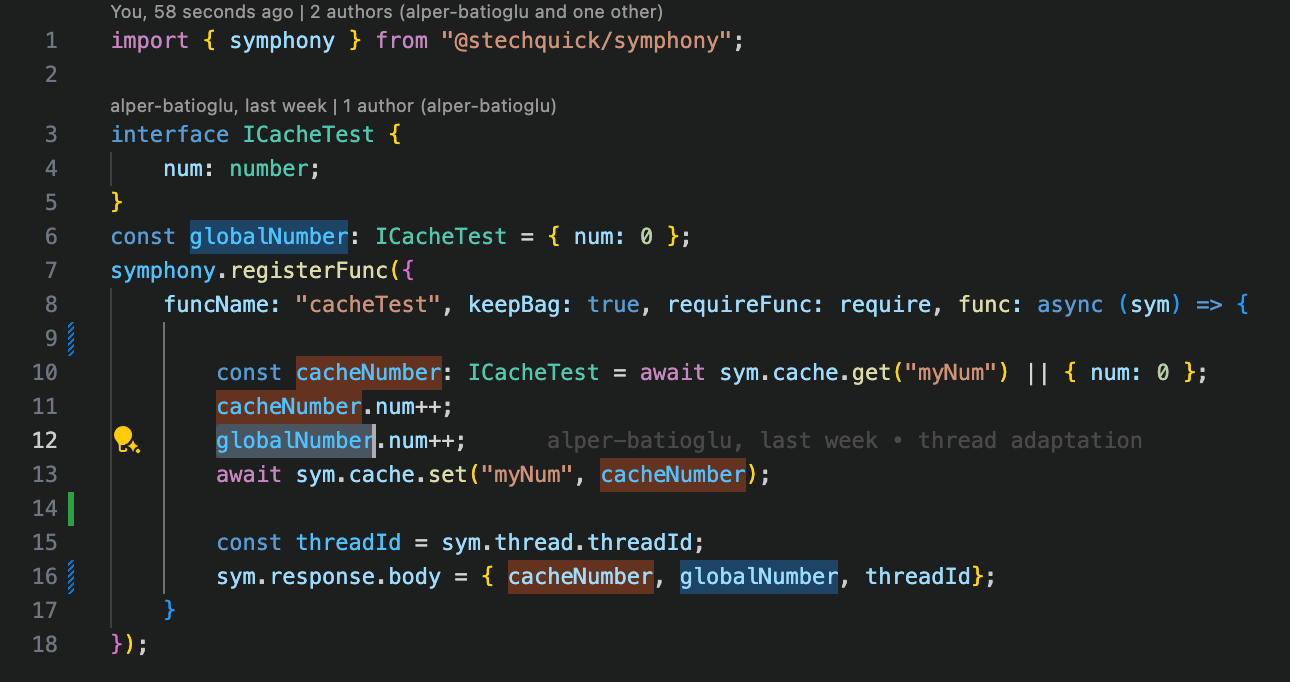 You, 58 seconds ago | 2 authors (alper-batioglu and one other)
1 import { symphony } from "@stechquick/symphony";
2
alper-batioglu, last week | 1 author (alper-batioglu)
3 interface ICacheTest {
4     num: number;
5 }
6 const globalNumber: ICacheTest = { num: 0 };
7 symphony.registerFunc({
8     funcName: "cacheTest", keepBag: true, requireFunc: require, func: async (sym) => {
9
10         const cacheNumber: ICacheTest = await sym.cache.get("myNum") || { num: 0 };
11         cacheNumber.num++;
12         globalNumber.num++;     alper-batioglu, last week • thread adaptation
13         await sym.cache.set("myNum", cacheNumber);
14
15         const threadId = sym.thread.threadId;
16         sym.response.body = { cacheNumber, globalNumber, threadId};
17     }
18 });